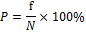 P = f/N × 100%